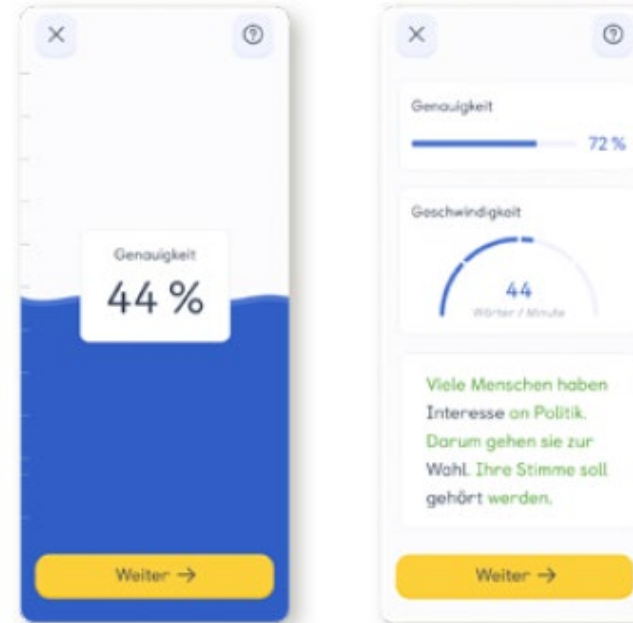 Genauigkeit
44 %
Weiter →
Genauigkeit
72 %
Geschwindigkeit
44
Wörter / Minute
Viele Menschen haben
Interesse an Politik.
Darum gehen sie zur
Wahl. Ihre Stimme soll
gehört werden.
Weiter →